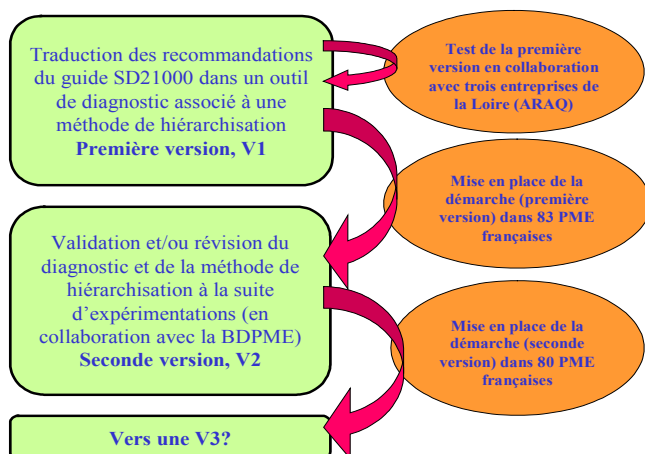 Traduction des recommandations
du guide SD21000 dans un outil
de diagnostic associé à une
méthode de hiérarchisation
Première version, V1
Test de la première
version en collaboration
avec trois entreprises de
la Loire (ARAQ)
Mise en place de la
démarche (première
version) dans 83 PME
françaises
Validation et/ou révision du
diagnostic et de la méthode de
hiérarchisation à la suite
d'expérimentations (en
collaboration avec la BDPME)
Seconde version, V2
Mise en place de la
démarche (seconde
version) dans 80 PME
françaises
Vers une V3?